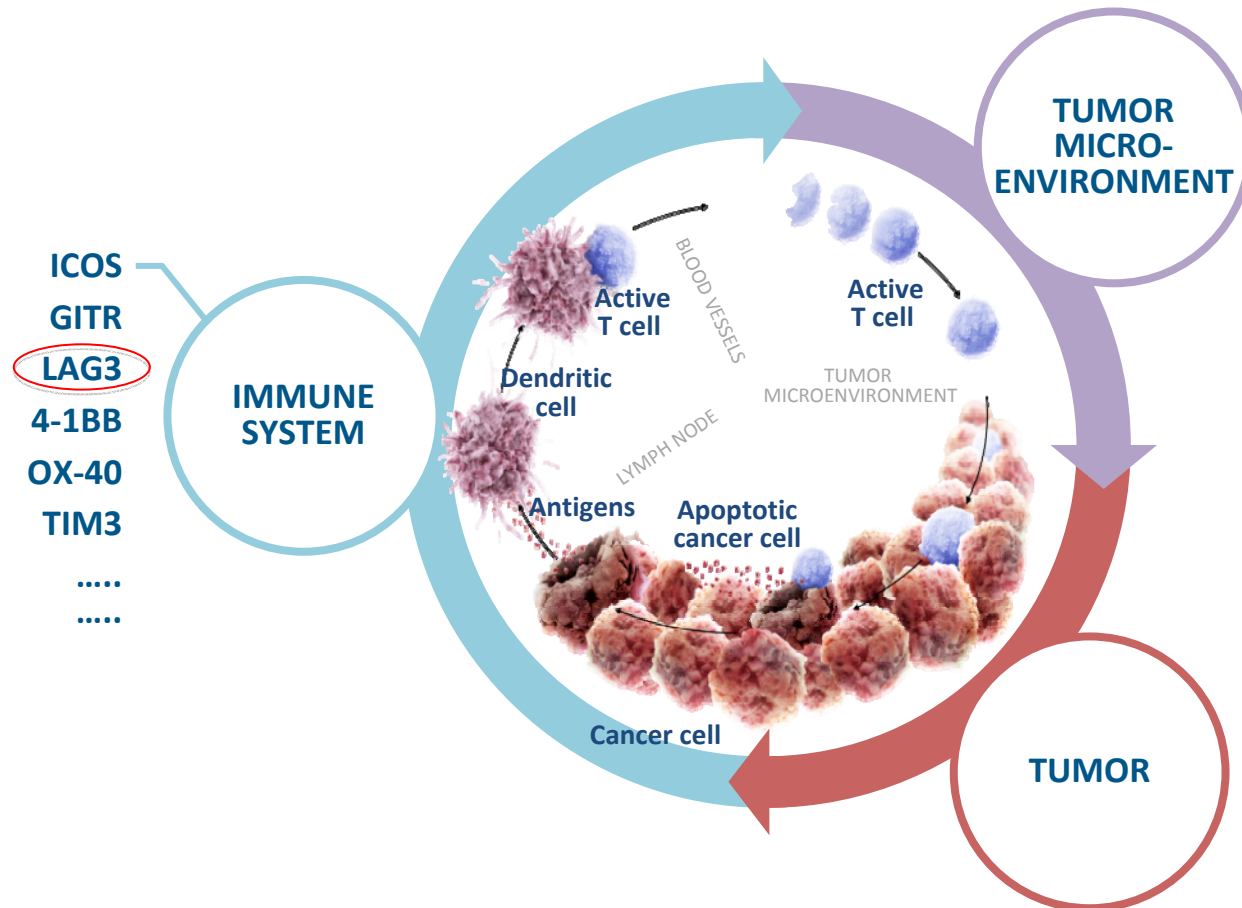 TUMOR
MICRO-
ENVIRONMENT
ICOS
GITR
LAG3
4-1BB
OX-40
TIM3
.....
.....
IMMUNE
SYSTEM
Active
T cell
BLOOD VESSELS
Active
T cell
Dendritic
cell
TUMOR
MICROENVIRONMENT
LYMPH NODE
Antigens
Apoptotic
cancer cell
Cancer cell
TUMOR